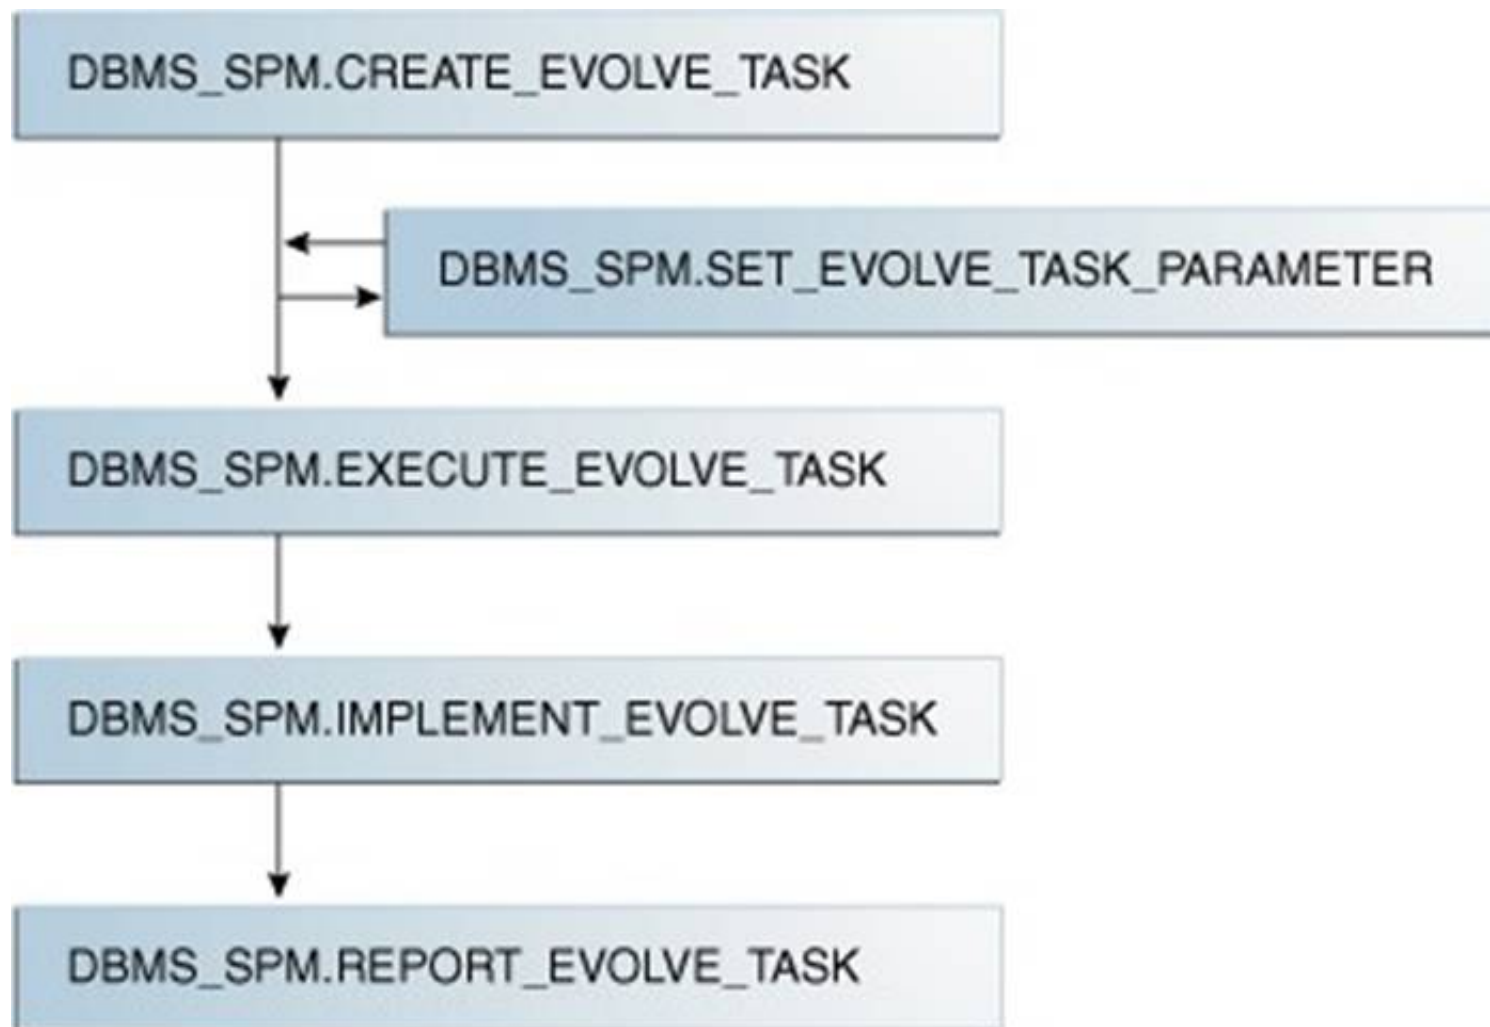 DBMS_SPM.CREATE_EVOLVE_TASK
DBMS_SPM.SET_EVOLVE_TASK_PARAMETER
DBMS_SPM.EXECUTE_EVOLVE_TASK
DBMS_SPM.IMPLEMENT_EVOLVE_TASK
DBMS_SPM.REPORT_EVOLVE_TASK